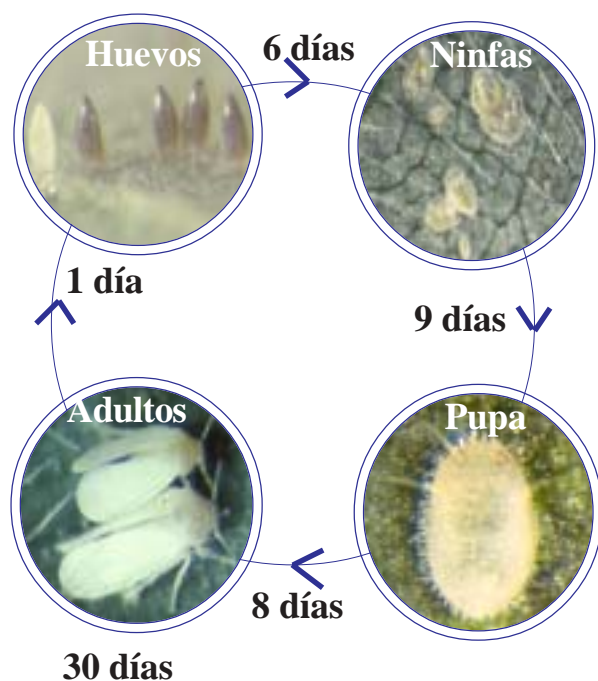 Huevos
6 días
Ninfas
1 día
9 días
Adultos
Pupa
8 días
30 días